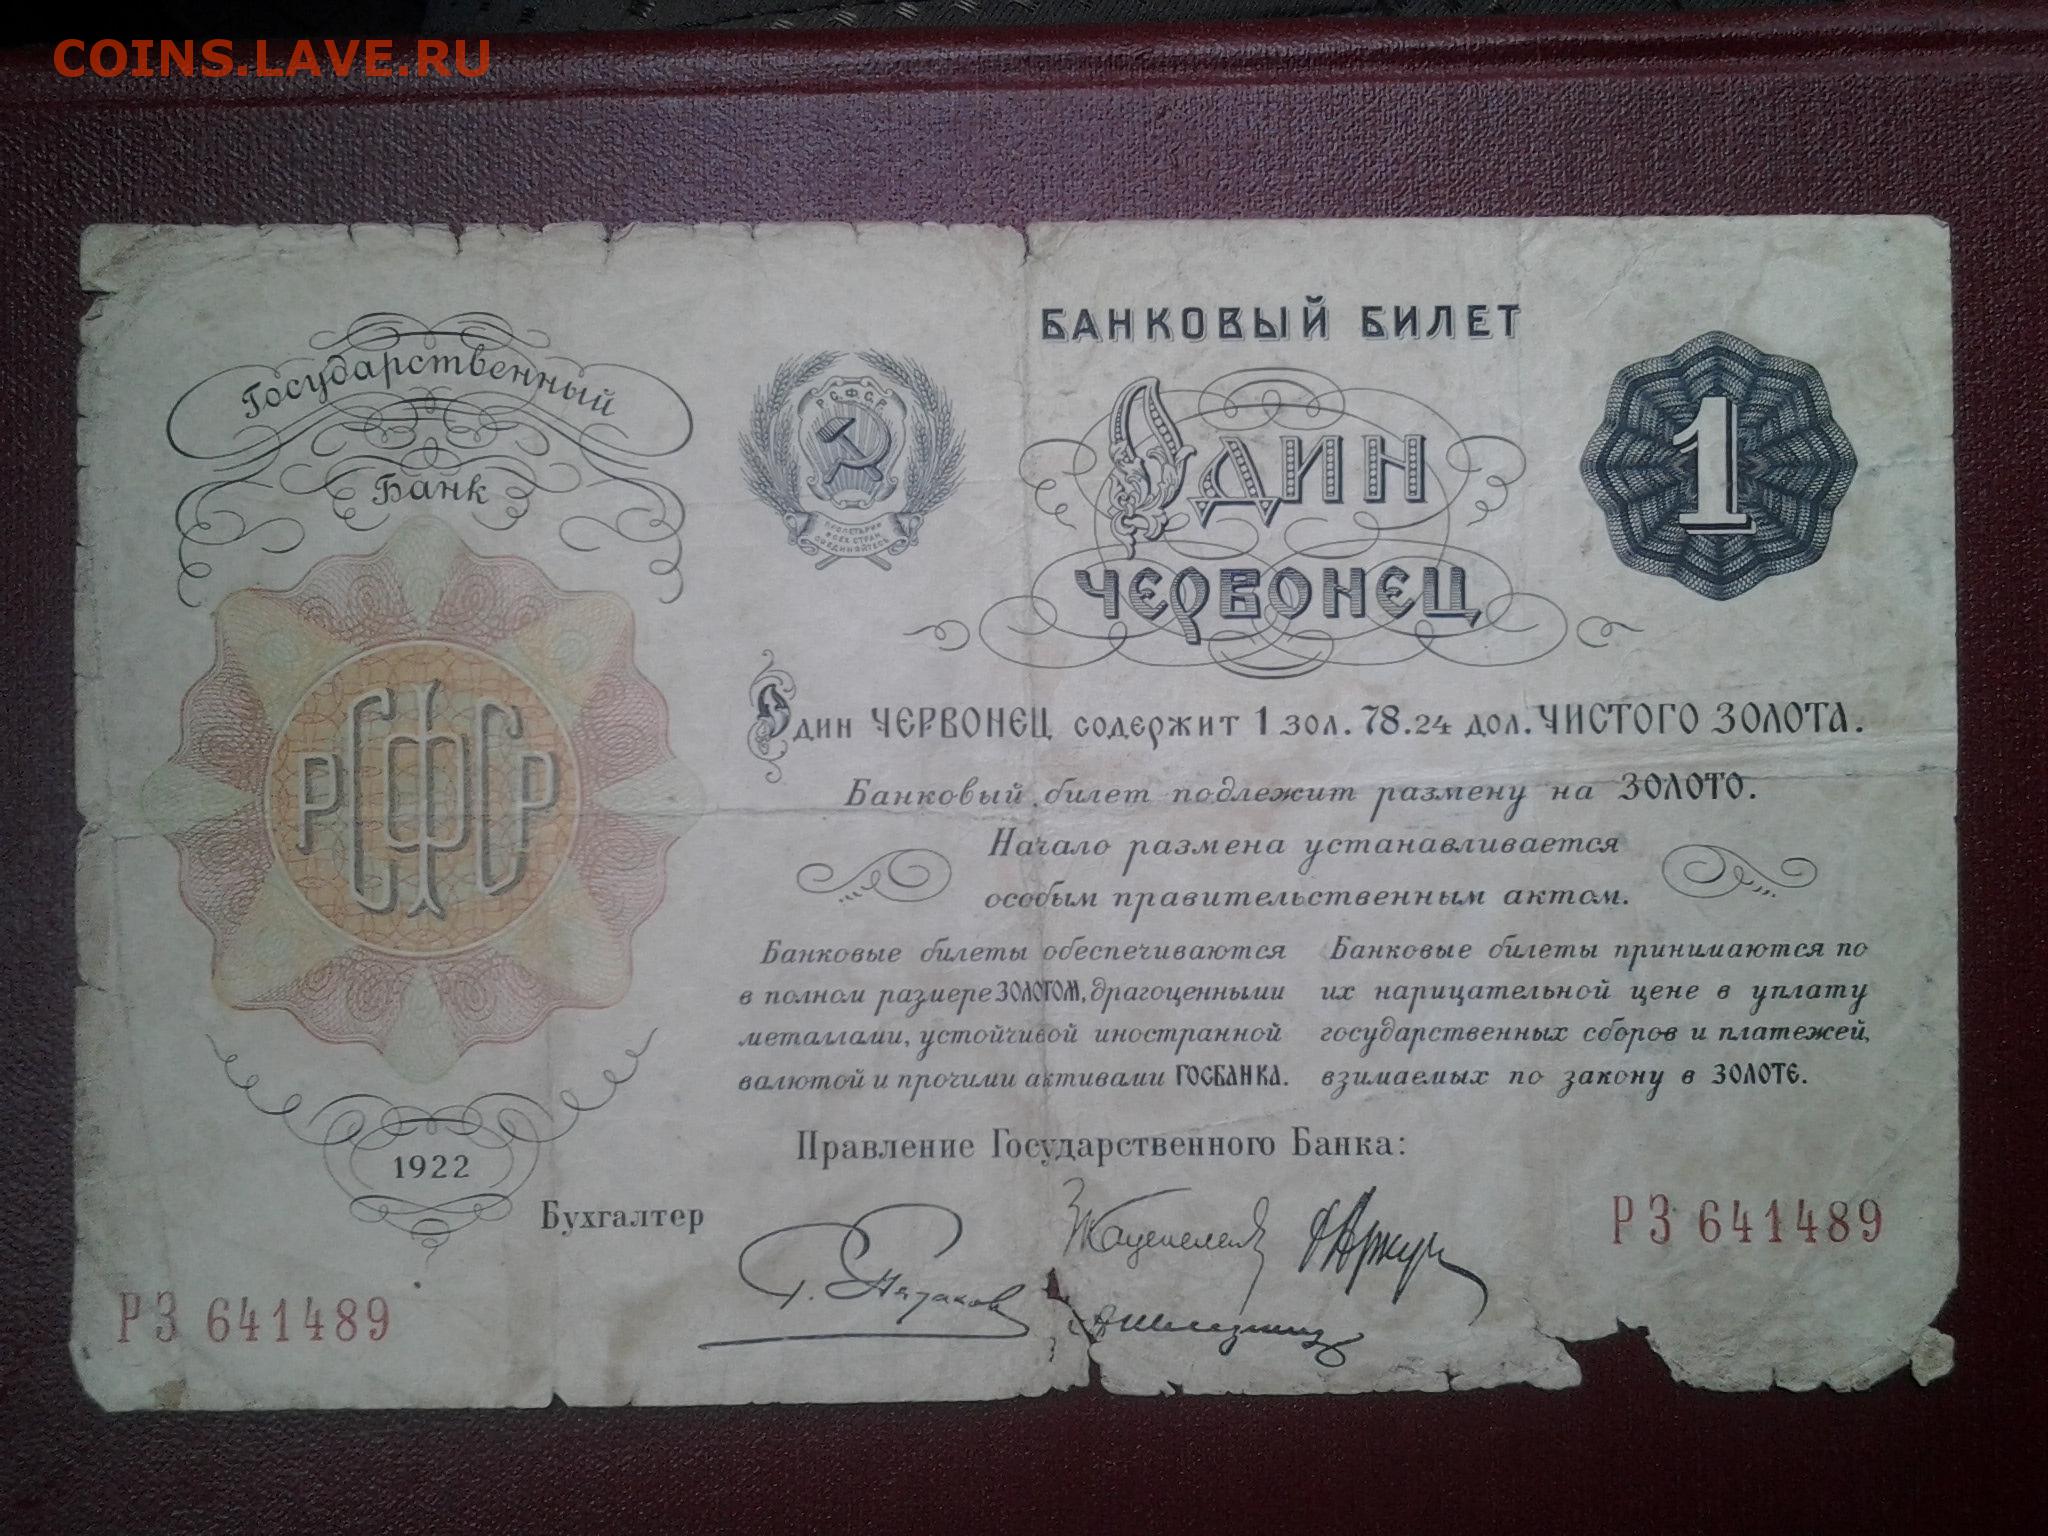 COINS.LAVE.RU
Государственный
Банк
РСФСР
1922
Р.С.Ф.С.Р.
ПРОЛЕТАРИИ
ВСЕХ СТРАН
СОЕДИНЯЙТЕСЬ
БАНКОВЫЙ БИЛЕТ
ОДИН
ЧЕРВОНЕЦ
1
Один ЧЕРВОНЕЦ содержит 1 зол. 78.24 дол. ЧИСТОГО ЗОЛОТА.
Банковый билет подлежит размену на ЗОЛОТО.
Начало размена устанавливается
особым правительственным актом.
Банковые билеты обеспечиваются
в полном размере ЗОЛОТОМ, драгоценными
металлами, устойчивой иностранной
валютой и прочими активами ГОСБАНКА.
Банковые билеты принимаются по
их нарицательной цене в уплату
государственных сборов и платежей,
взимаемых по закону в ЗОЛОТЕ.
Правление Государственного Банка:
Бухгалтер
РЗ 641489
РЗ 641489